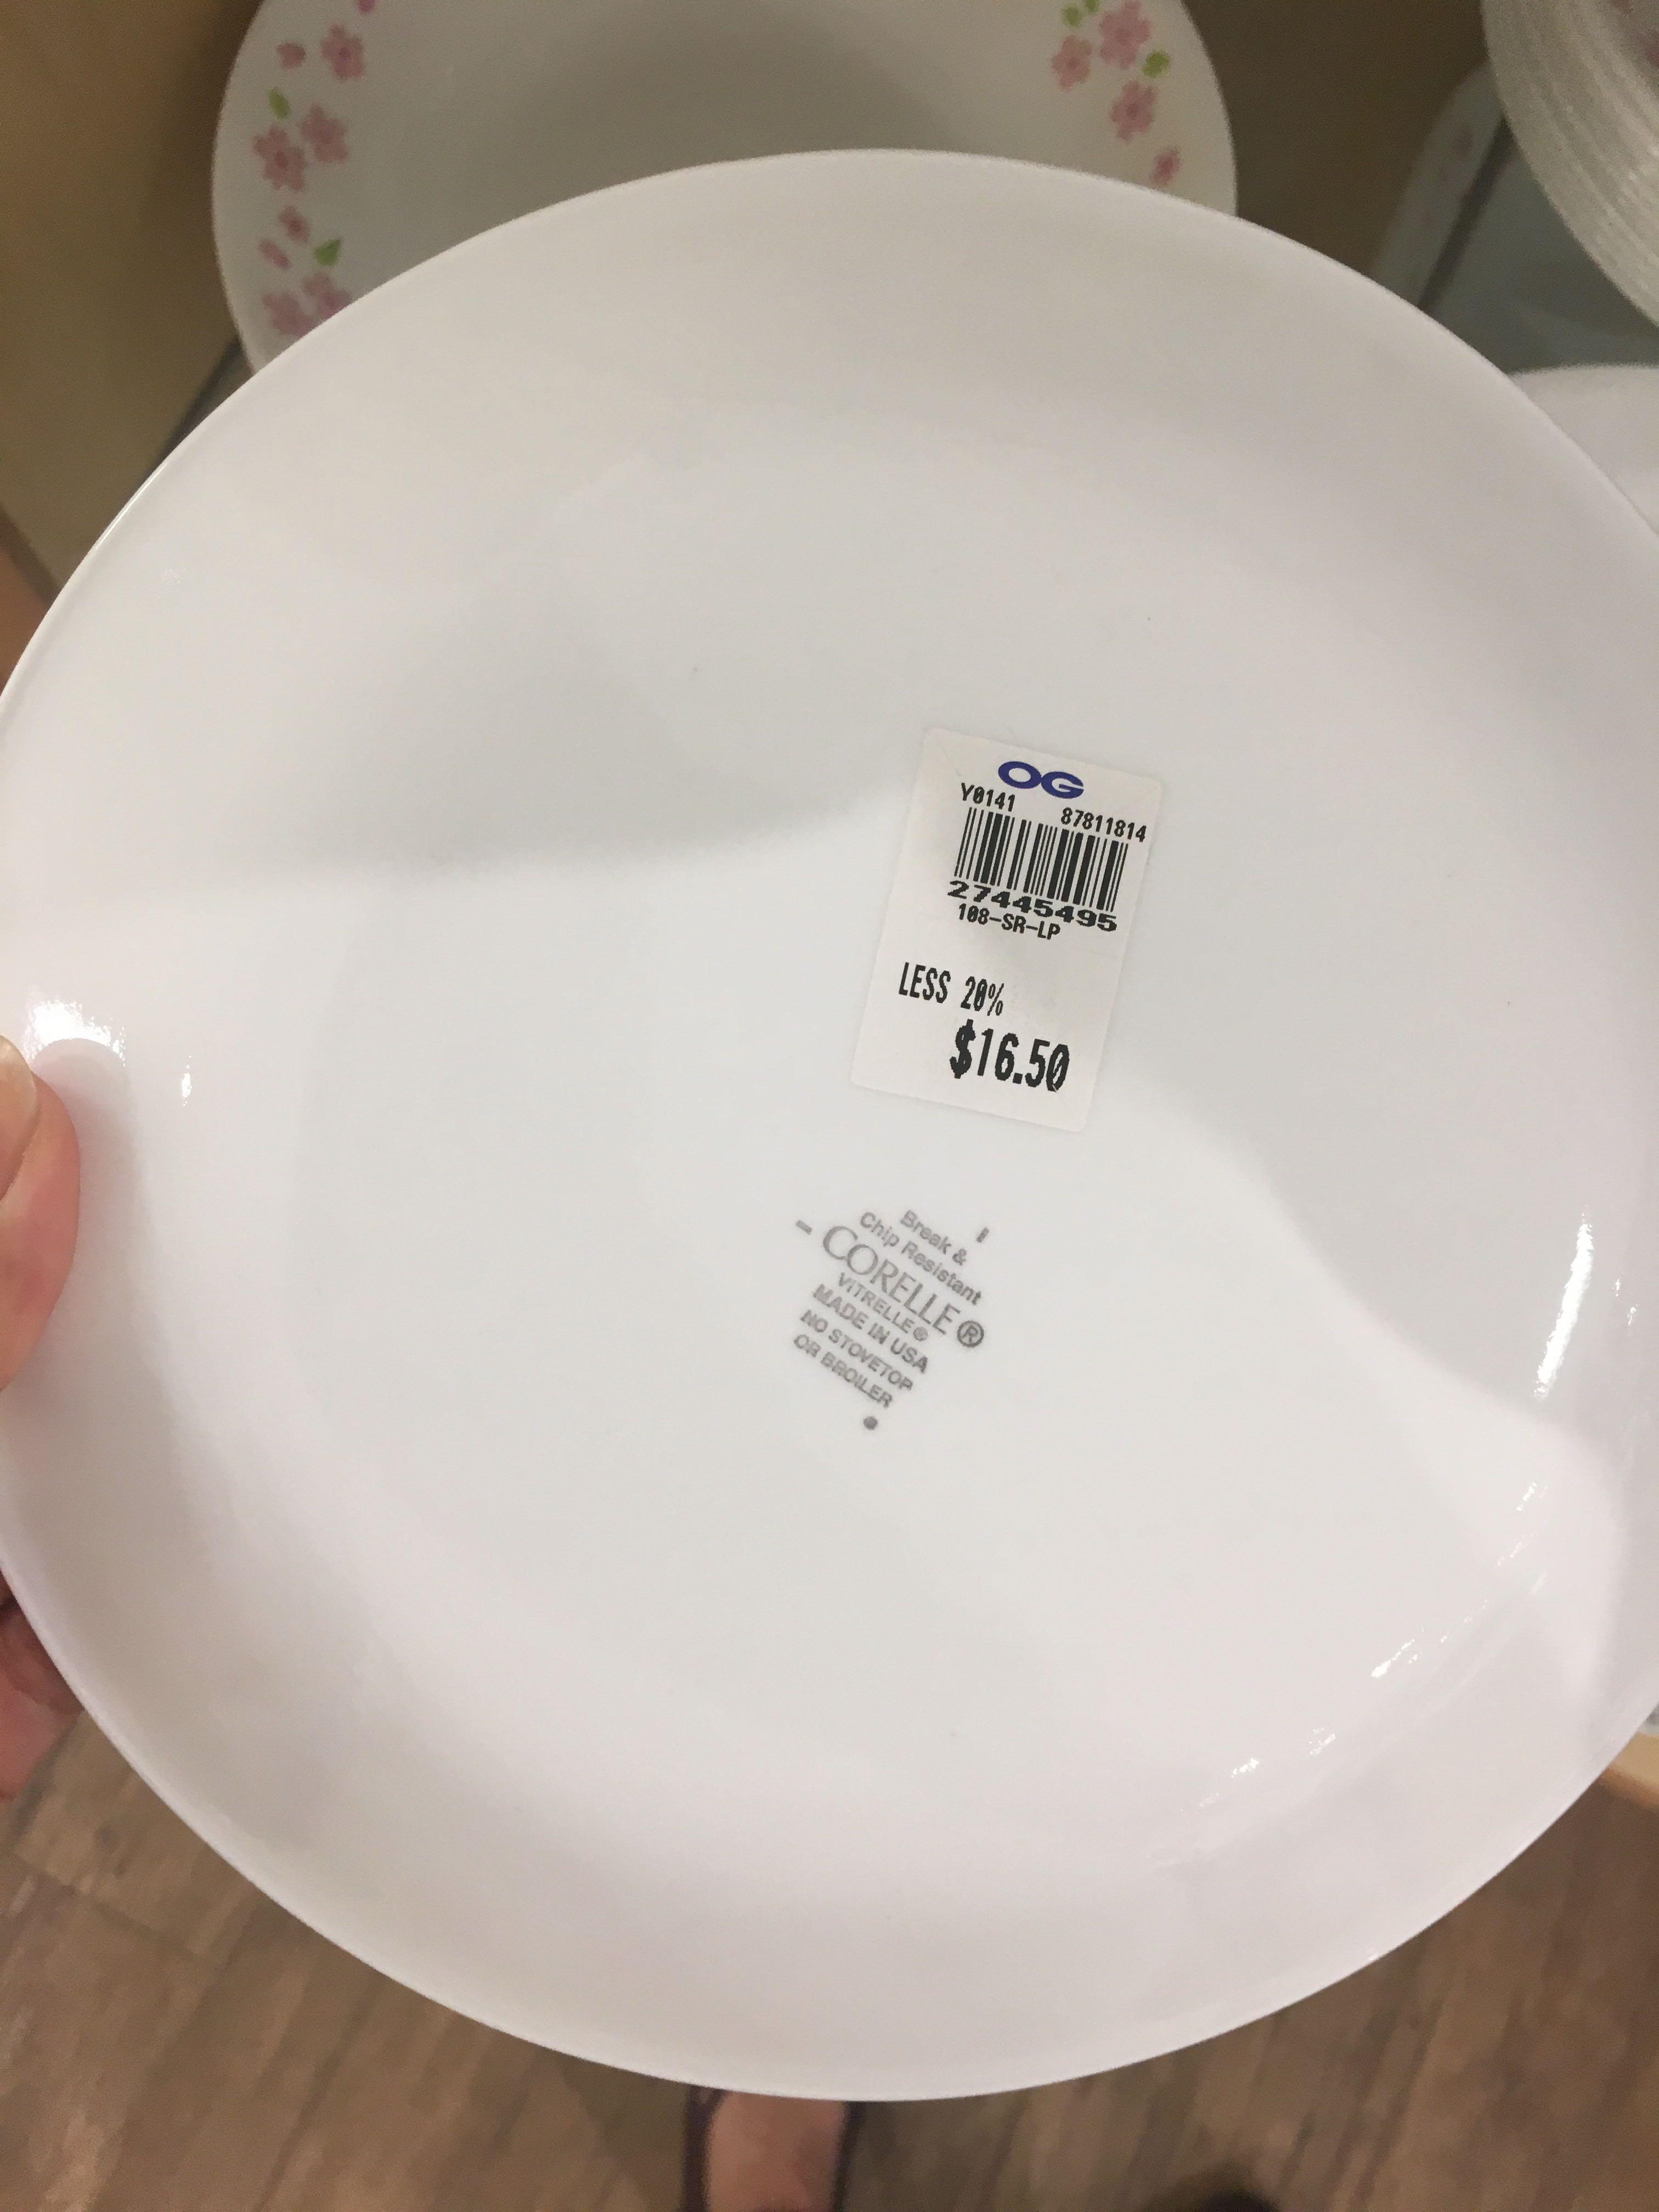 OG
Y0141 87811814
27445495
108-SR-LP
LESS 20%
$16.50
Break &
Chip Resistant
CORELLE®
VITRELLE®
MADE IN USA
NO STOVETOP
OR BROILER